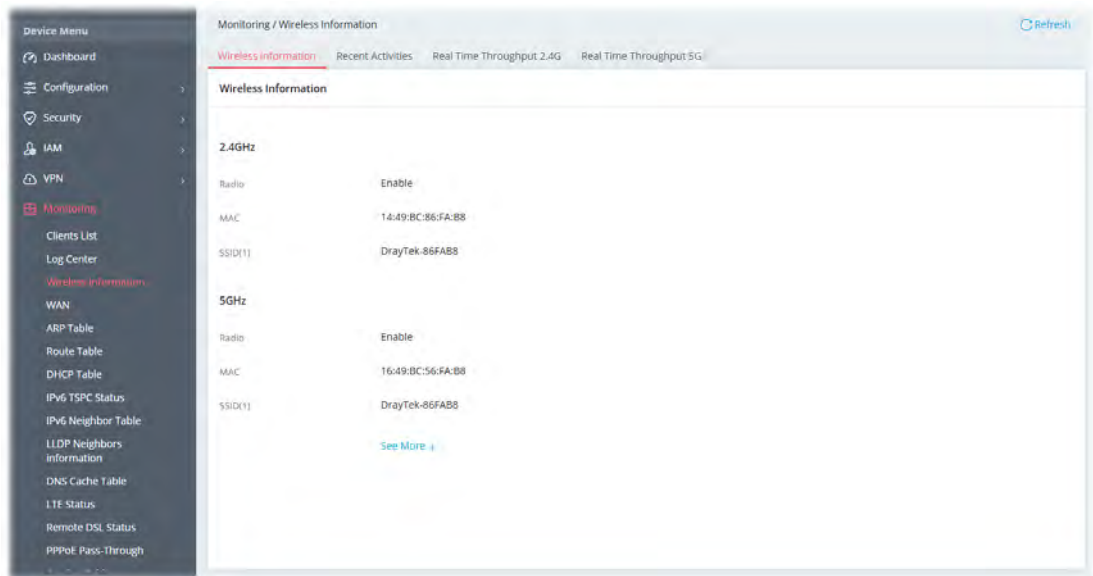 Device Menu
Dashboard
Configuration
Security
IAM
VPN
Monitoring
Clients List
Log Center
Wireless Information
WAN
ARP Table
Route Table
DHCP Table
IPv6 TSPC Status
IPv6 Neighbor Table
LLDP Neighbors
Information
DNS Cache Table
LTE Status
Remote DSL Status
PPPoE Pass-Through
Monitoring / Wireless Information
Refresh
Wireless Information Recent Activities Real Time Throughput 2.4G Real Time Throughput 5G
Wireless Information
2.4GHz
Radio Enable
MAC 14:49:BC:86:FA:B8
SSID(1) DrayTek-86FAB8
5GHz
Radio Enable
MAC 16:49:BC:56:FA:B8
SSID(1) DrayTek-86FAB8
See More +